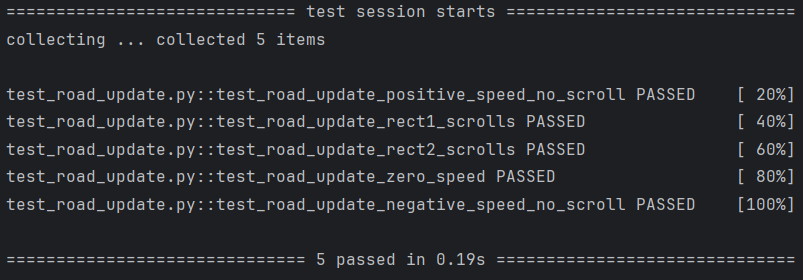 ============================= test session starts =============================
collecting ... collected 5 items
test_road_update.py::test_road_update_positive_speed_no_scroll PASSED    [ 20%]
test_road_update.py::test_road_update_rect1_scrolls PASSED               [ 40%]
test_road_update.py::test_road_update_rect2_scrolls PASSED               [ 60%]
test_road_update.py::test_road_update_zero_speed PASSED                  [ 80%]
test_road_update.py::test_road_update_negative_speed_no_scroll PASSED    [100%]
============================== 5 passed in 0.19s ==============================